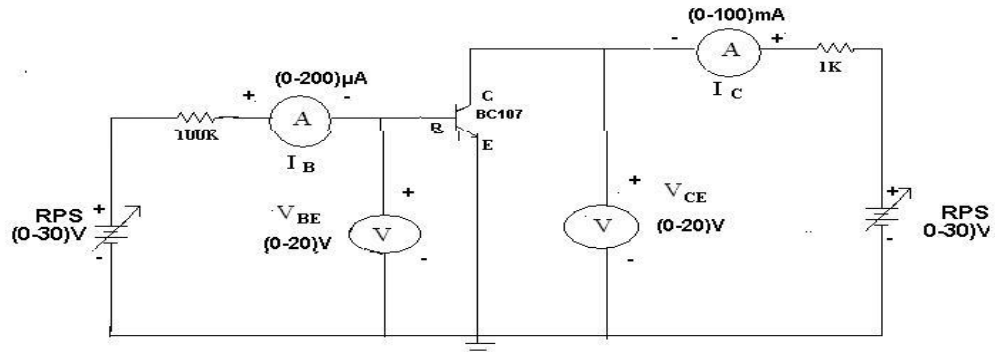 (0-100)mA
- A +
1K
I C
(0-200)µA
+ A -
100K
I B
C
BC107
B
E
RPS
(0-30)V
+
-
V BE
(0-20)V
+
V
-
+
V
-
V CE
(0-20)V
+
-
RPS
0-30)V